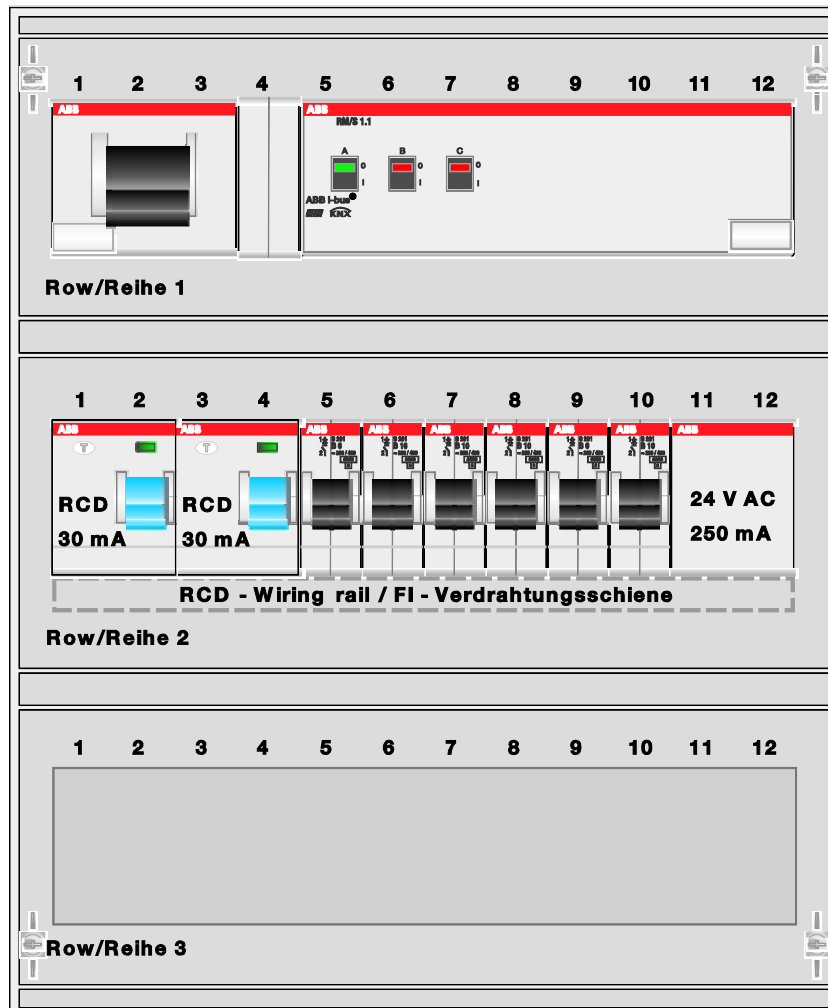 1 2 3 4 5 6 7 8 9 10 11 12
ABB ABB
RM/S 1.1
A B C
O O O
I I I
ABB i-bus®
KNX
Row/Reihe 1
1 2 3 4 5 6 7 8 9 10 11 12
ABB ABB ABB ABB ABB ABB ABB ABB ABB
T T
RCD RCD 24 V AC
30 mA 30 mA 250 mA
RCD - Wiring rail / FI - Verdrahtungsschiene
Row/Reihe 2
1 2 3 4 5 6 7 8 9 10 11 12
Row/Reihe 3